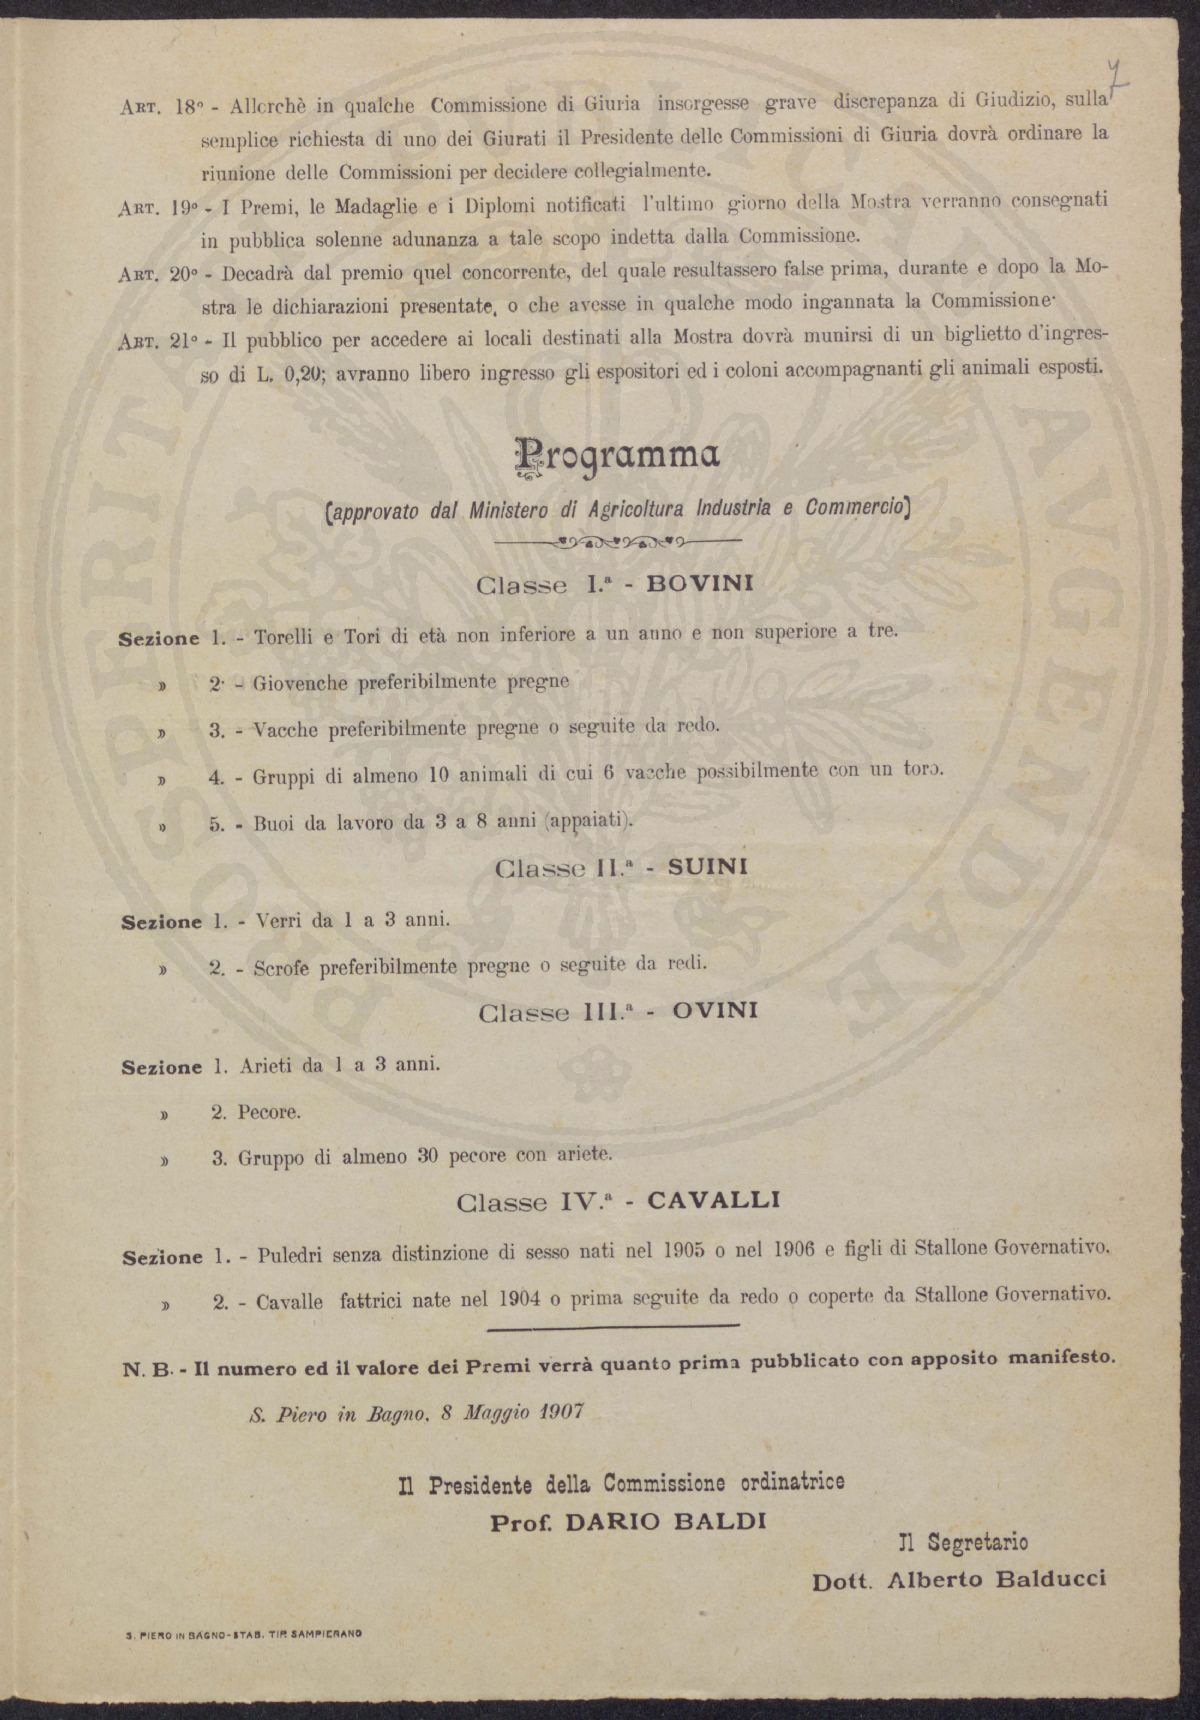 7
ART. 18º - Allorchè in qualche Commissione di Giuria insorgesse grave discrepanza di Giudizio, sulla
semplice richiesta di uno dei Giurati il Presidente delle Commissioni di Giuria dovrà ordinare la
riunione delle Commissioni per decidere collegialmente.
ART. 19º - I Premi, le Madaglie e i Diplomi notificati l'ultimo giorno della Mostra verranno consegnati
in pubblica solenne adunanza a tale scopo indetta dalla Commissione.
ART. 20º - Decadrà dal premio quel concorrente, del quale resultassero false prima, durante e dopo la Mo-
stra le dichiarazioni presentate, o che avesse in qualche modo ingannata la Commissione·
ART. 21º - Il pubblico per accedere ai locali destinati alla Mostra dovrà munirsi di un biglietto d'ingres-
so di L. 0,20; avranno libero ingresso gli espositori ed i coloni accompagnanti gli animali esposti.
Programma
(approvato dal Ministero di Agricoltura Industria e Commercio)
Classe I.ª - BOVINI
Sezione 1. - Torelli e Tori di età non inferiore a un anno e non superiore a tre.
» 2· - Giovenche preferibilmente pregne
» 3. - Vacche preferibilmente pregne o seguite da redo.
» 4. - Gruppi di almeno 10 animali di cui 6 vacche possibilmente con un toro.
» 5. - Buoi da lavoro da 3 a 8 anni (appaiati).
Classe II.ª - SUINI
Sezione 1. - Verri da 1 a 3 anni.
» 2. - Scrofe preferibilmente pregne o seguite da redi.
Classe III.ª - OVINI
Sezione 1. Arieti da 1 a 3 anni.
» 2. Pecore.
» 3. Gruppo di almeno 30 pecore con ariete.
Classe IV.ª - CAVALLI
Sezione 1. - Puledri senza distinzione di sesso nati nel 1905 o nel 1906 e figli di Stallone Governativo.
» 2. - Cavalle fattrici nate nel 1904 o prima seguite da redo o coperte da Stallone Governativo.
N. B. - Il numero ed il valore dei Premi verrà quanto prima pubblicato con apposito manifesto.
S. Piero in Bagno, 8 Maggio 1907
Il Presidente della Commissione ordinatrice
Prof. DARIO BALDI
Il Segretario
Dott. Alberto Balducci
S. PIERO IN BAGNO-STAB. TIP. SAMPIERANO